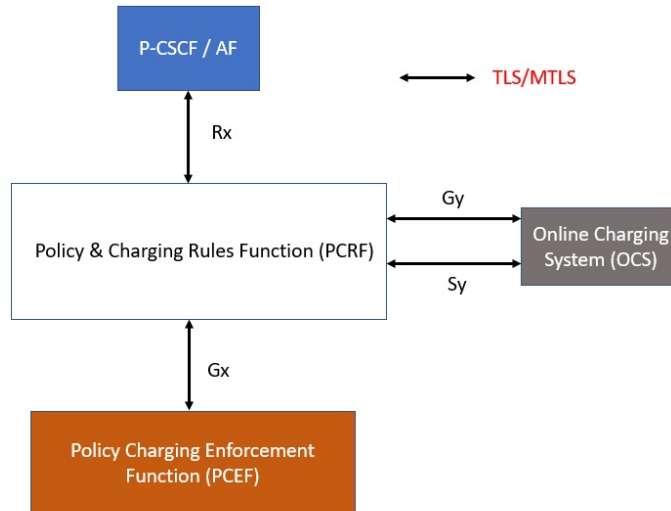 P-CSCF / AF
TLS/MTLS
Rx
Gy
Policy & Charging Rules Function (PCRF)
Online Charging
System (OCS)
Sy
Gx
Policy Charging Enforcement
Function (PCEF)